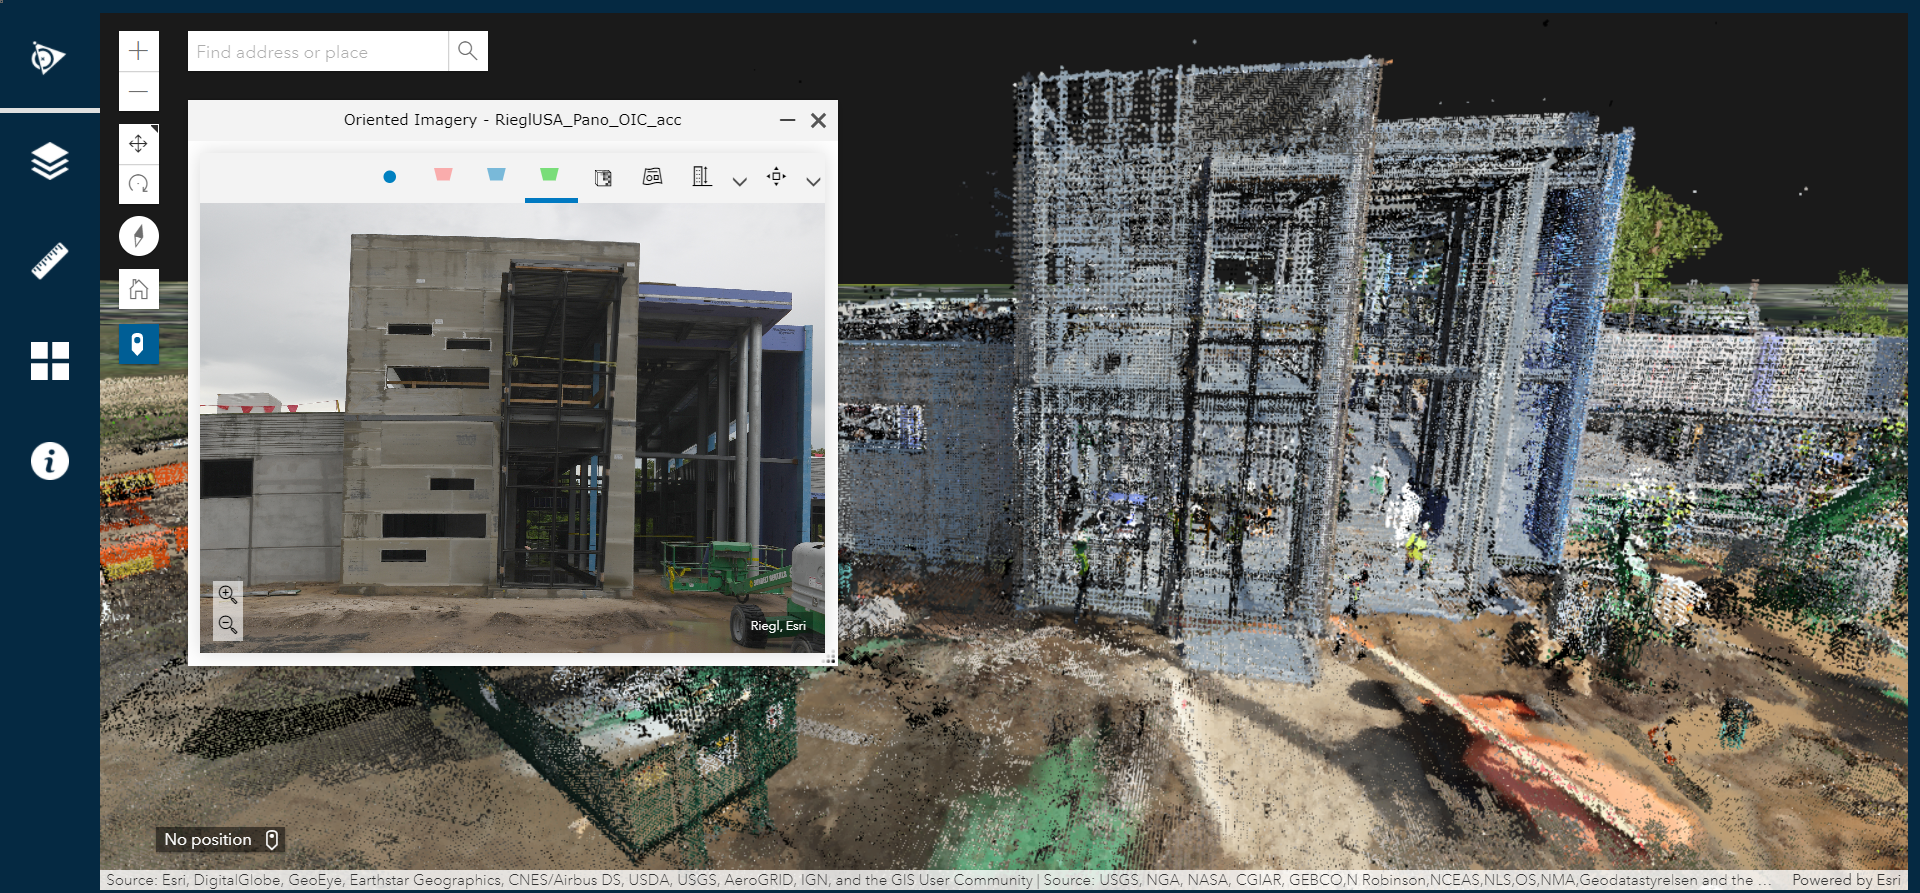 Find address or place
Oriented Imagery - RieglUSA_Pano_OIC_acc
Riegl, Esri
No position
Source: Esri, DigitalGlobe, GeoEye, Earthstar Geographics, CNES/Airbus DS, USDA, USGS, AeroGRID, IGN, and the GIS User Community | Source: USGS, NGA, NASA, CGIAR, GEBCO,N Robinson,NCEAS,NLS,OS,NMA,Geodatastyrelsen and the ...
Powered by Esri